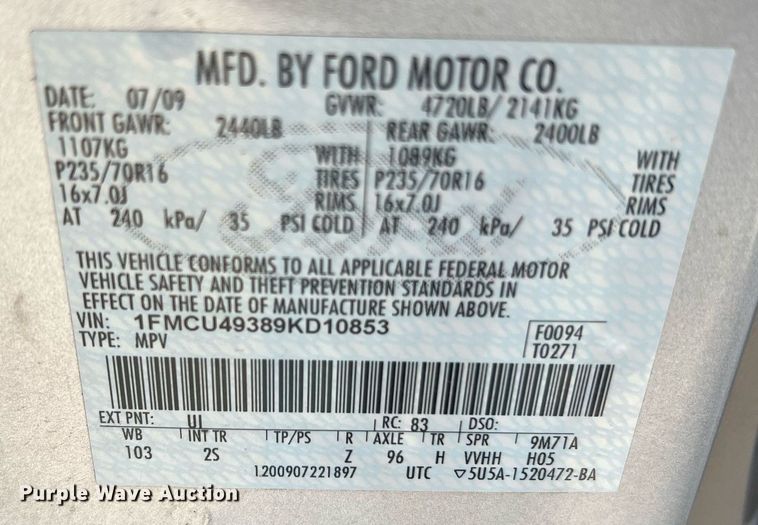 MFD. BY FORD MOTOR CO.
DATE: 07/09 GVWR: 4720LB/ 2141KG
FRONT GAWR: 2440LB REAR GAWR: 2400LB
1107KG WITH 1089KG WITH
P235/70R16 TIRES P235/70R16 TIRES
16x7.0J RIMS 16x7.0J RIMS
AT 240 kPa/ 35 PSI COLD AT 240 kPa/ 35 PSI COLD
THIS VEHICLE CONFORMS TO ALL APPLICABLE FEDERAL MOTOR
VEHICLE SAFETY AND THEFT PREVENTION STANDARDS IN
EFFECT ON THE DATE OF MANUFACTURE SHOWN ABOVE.
VIN: 1FMCU49389KD10853 F0094
TYPE: MPV T0271
EXT PNT: UI RC: 83 DSO:
WB INT TR TP/PS R AXLE TR SPR 9M71A
103 2S Z 96 H VVHH H05
1200907221897 UTC ▽5U5A-1520472-BA
Purple Wave Auction